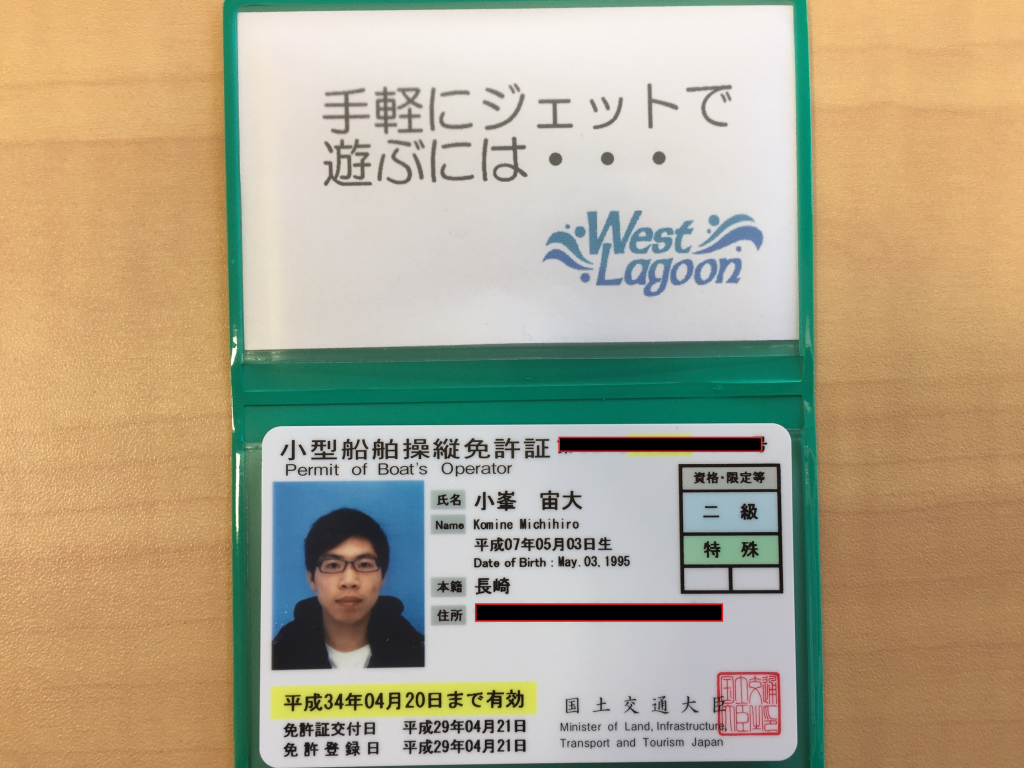 手軽にジェットで
遊ぶには・・・
West
Lagoon
小型船舶操縦免許証
Permit of Boat's Operator
氏名 小峯 宙大
Name Komine Michihiro
平成07年05月03日生
Date of Birth : May. 03. 1995
本籍 長崎
住所
資格・限定等
二級
特殊
平成34年04月20日まで有効
免許証交付日 平成29年04月21日
免許登録日 平成29年04月21日
国土交通大臣
Minister of Land, Infrastructure,
Transport and Tourism Japan